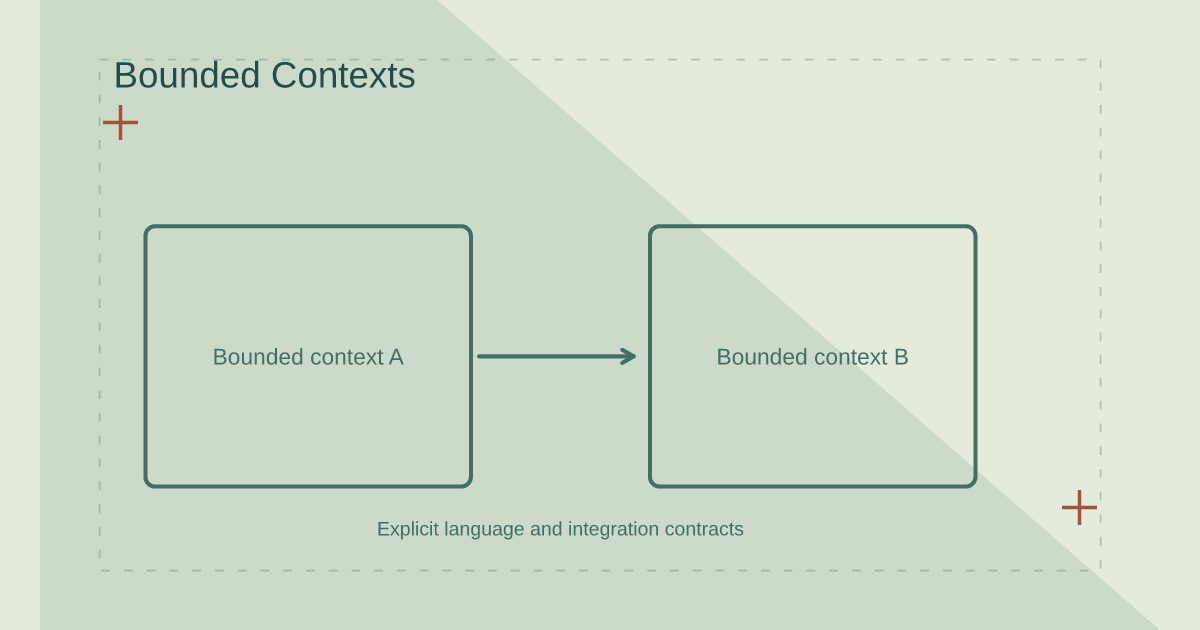 Bounded Contexts
Bounded context A
Bounded context B
Explicit language and integration contracts